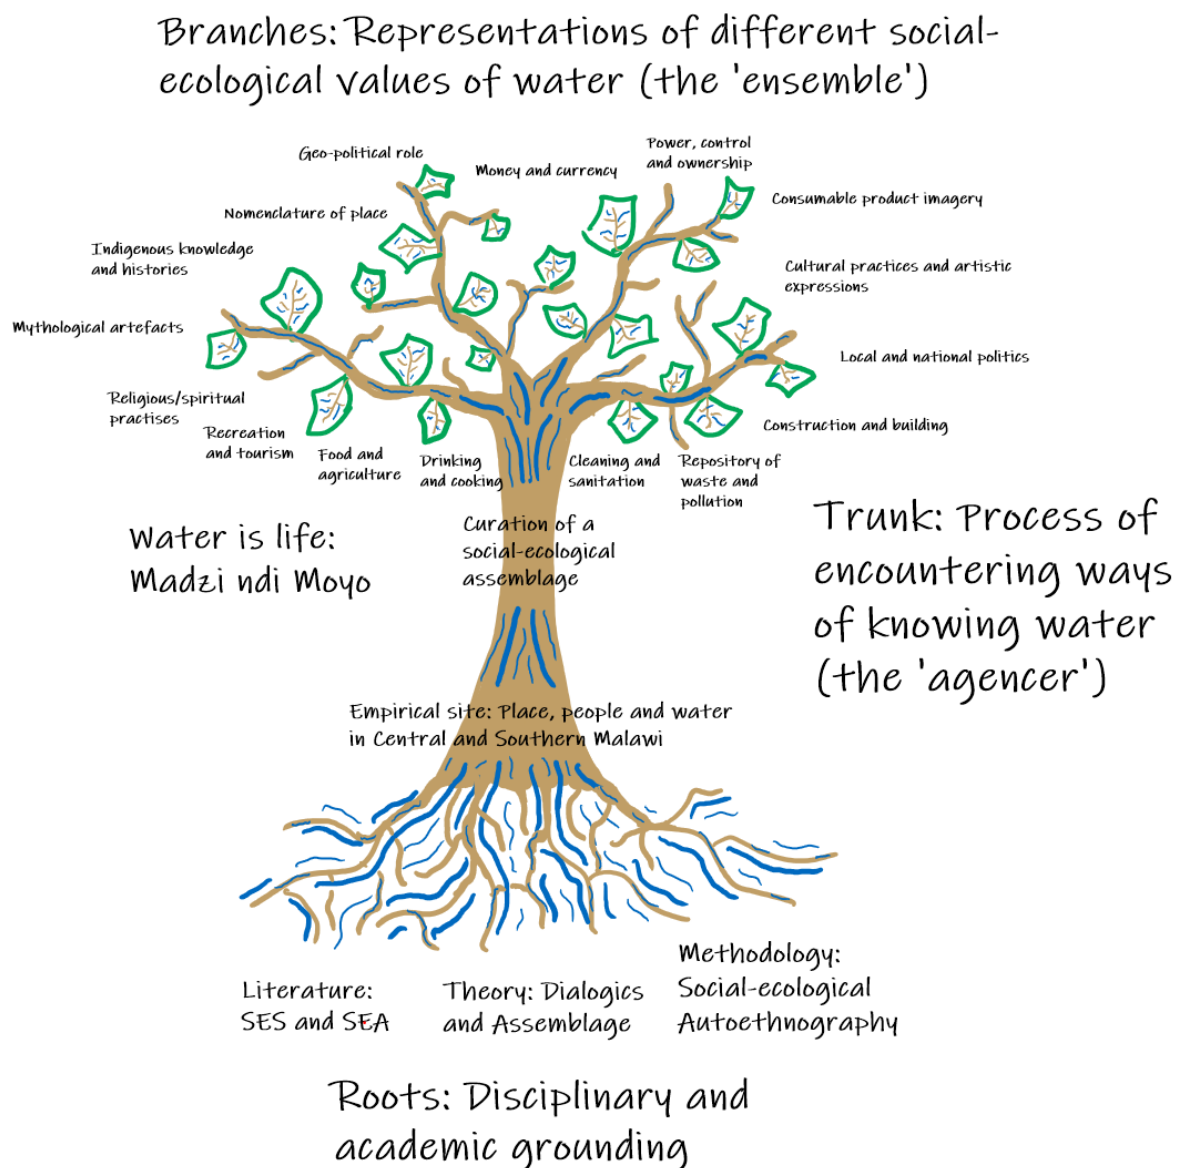 Branches: Representations of different social-
ecological values of water (the 'ensemble')
Geo-political role
Money and currency
Power, control
and ownership
Nomenclature of place
Consumable product imagery
Indigenous knowledge
and histories
Cultural practices and artistic
expressions
Mythological artefacts
Local and national politics
Religious/spiritual
practises
Recreation
and tourism
Food and
agriculture
Drinking
and cooking
Cleaning and
sanitation
Repository of
waste and
pollution
Construction and building
Water is life:
Madzi ndi Moyo
Curation of a
social-ecological
assemblage
Trunk: Process of
encountering ways
of knowing water
(the 'agencer')
Empirical site: Place, people and water
in Central and Southern Malawi
Literature:
SES and SEA
Theory: Dialogics
and Assemblage
Methodology:
Social-ecological
Autoethnography
Roots: Disciplinary and
academic grounding